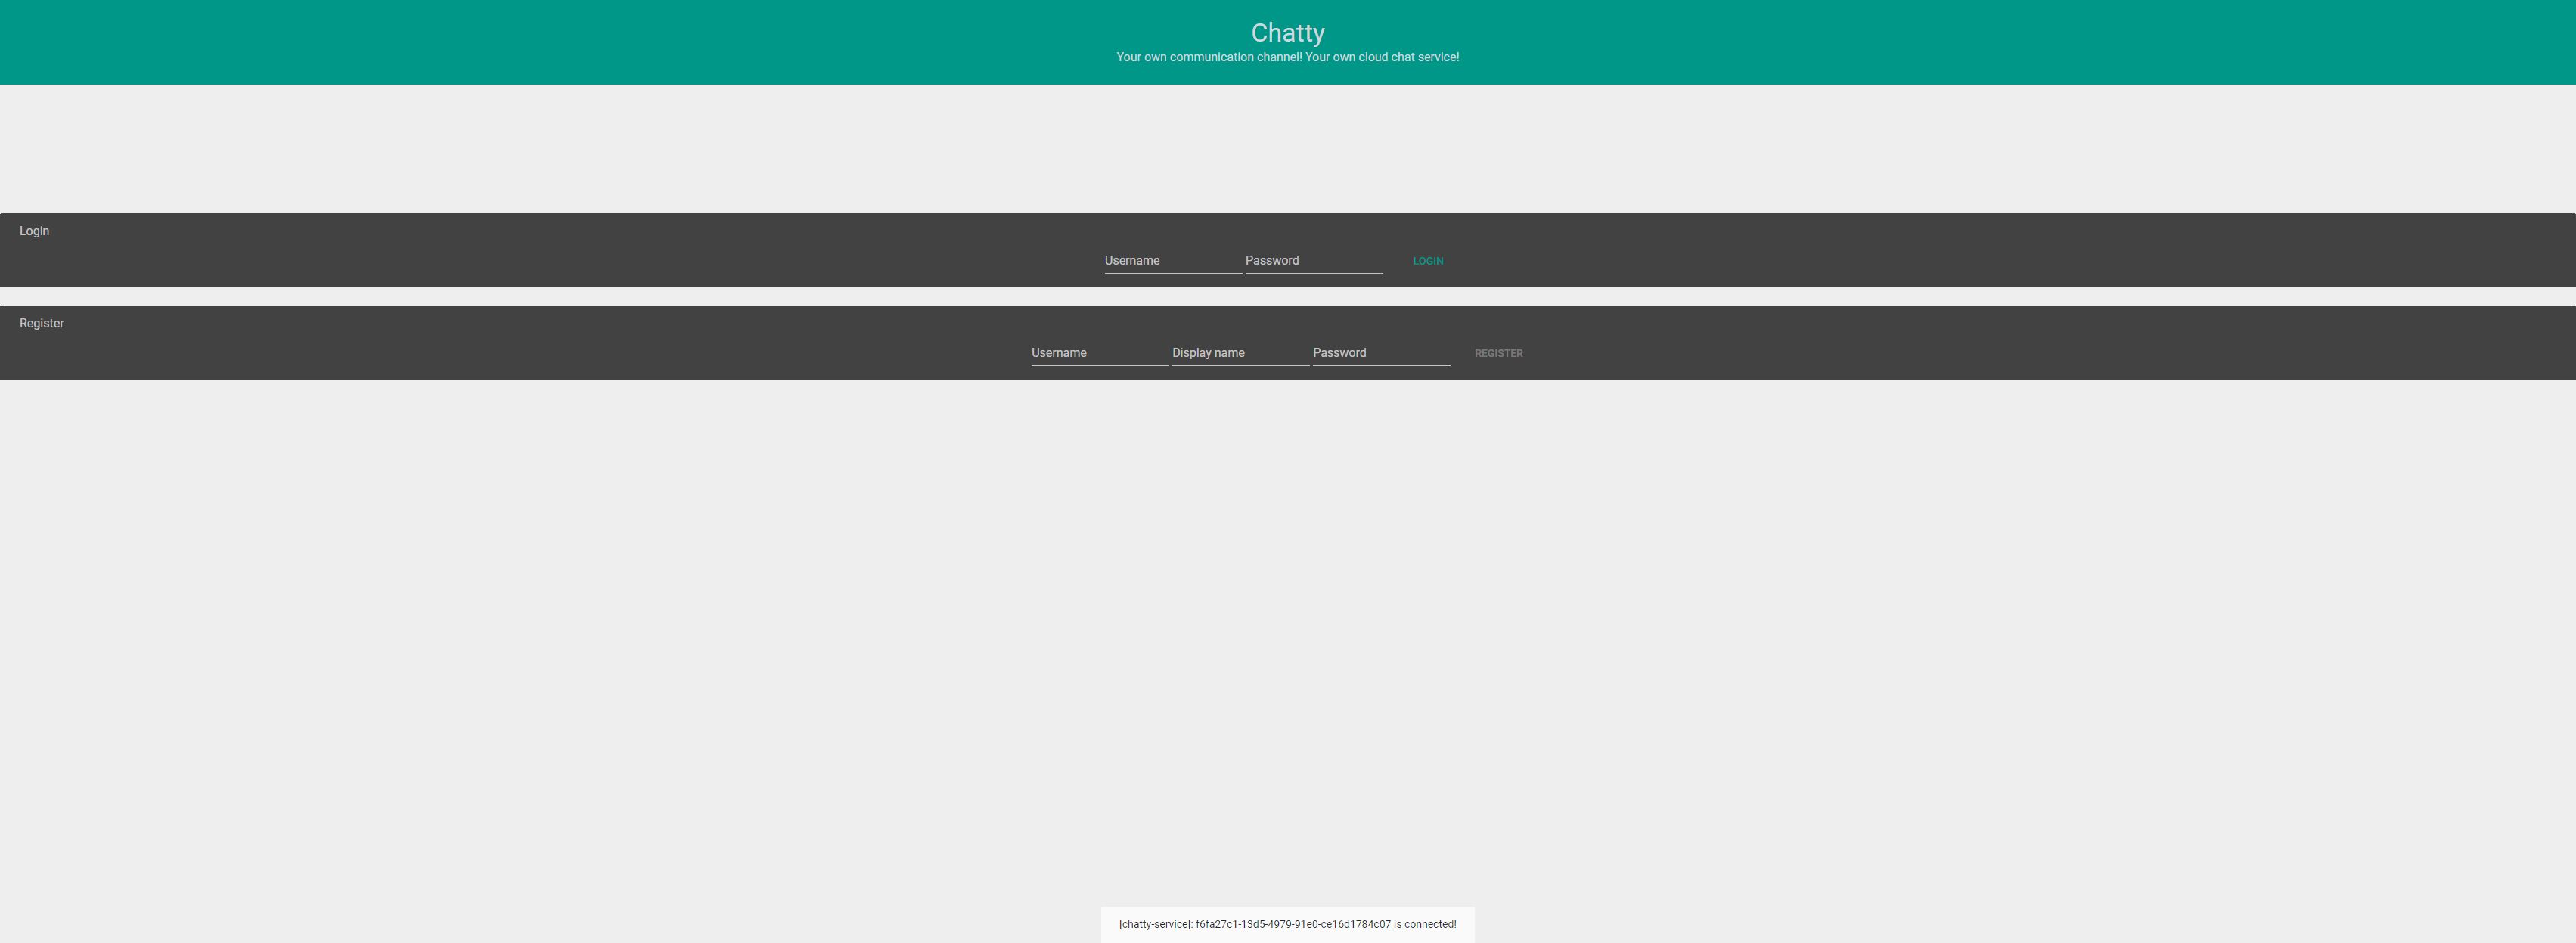 Chatty
Your own communication channel! Your own cloud chat service!
Login
Username Password LOGIN
Register
Username Display name Password REGISTER
[chatty-service]: f6fa27c1-13d5-4979-91e0-ce16d1784c07 is connected!